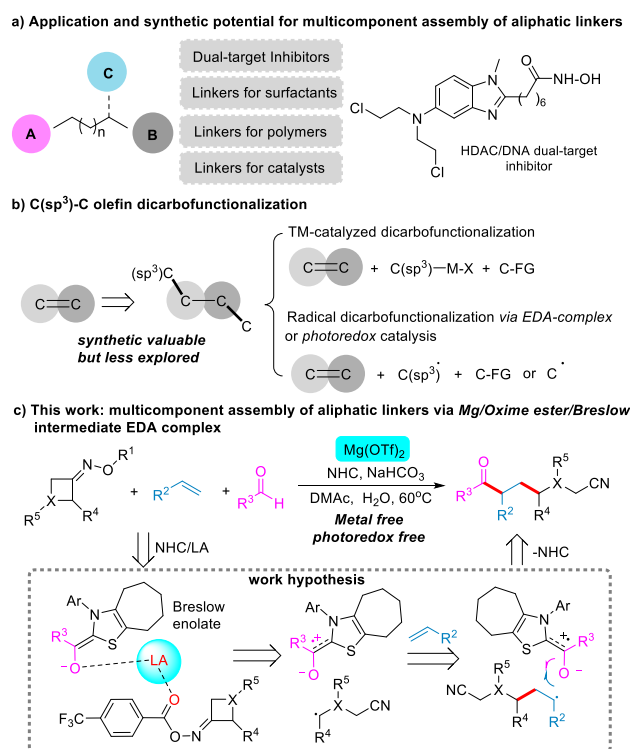 a) Application and synthetic potential for multicomponent assembly of aliphatic linkers
C
A
( )n
B
Dual-target Inhibitors
Linkers for surfactants
Linkers for polymers
Linkers for catalysts
N
O
NH-OH
N
( )6
Cl
N
Cl
HDAC/DNA dual-target
inhibitor
b) C(sp³)-C olefin dicarbofunctionalization
C=C
(sp³)C
C–C
C
synthetic valuable
but less explored
TM-catalyzed dicarbofunctionalization
C=C + C(sp³)—M-X + C-FG
Radical dicarbofunctionalization via EDA-complex
or photoredox catalysis
C=C + C(sp³)· + C-FG or C·
c) This work: multicomponent assembly of aliphatic linkers via Mg/Oxime ester/Breslow
intermediate EDA complex
N
O
R¹
X
R⁵
R⁴
+
R²
+
O
R³
H
Mg(OTf)₂
NHC, NaHCO₃
DMAc, H₂O, 60°C
Metal free
photoredox free
O
R³
R²
R⁴
R⁵
X
CN
NHC/LA
-NHC
work hypothesis
Ar
N
S
R³
⁻O
Breslow
enolate
LA
O
F₃C
O
N
X
R⁵
R⁴
Ar
N
S
R³
O⁻
·+
R⁵
X
CN
R⁴
R²
Ar
N
S
R³
O⁻
·+
R⁵
NC
X
R⁴
R²